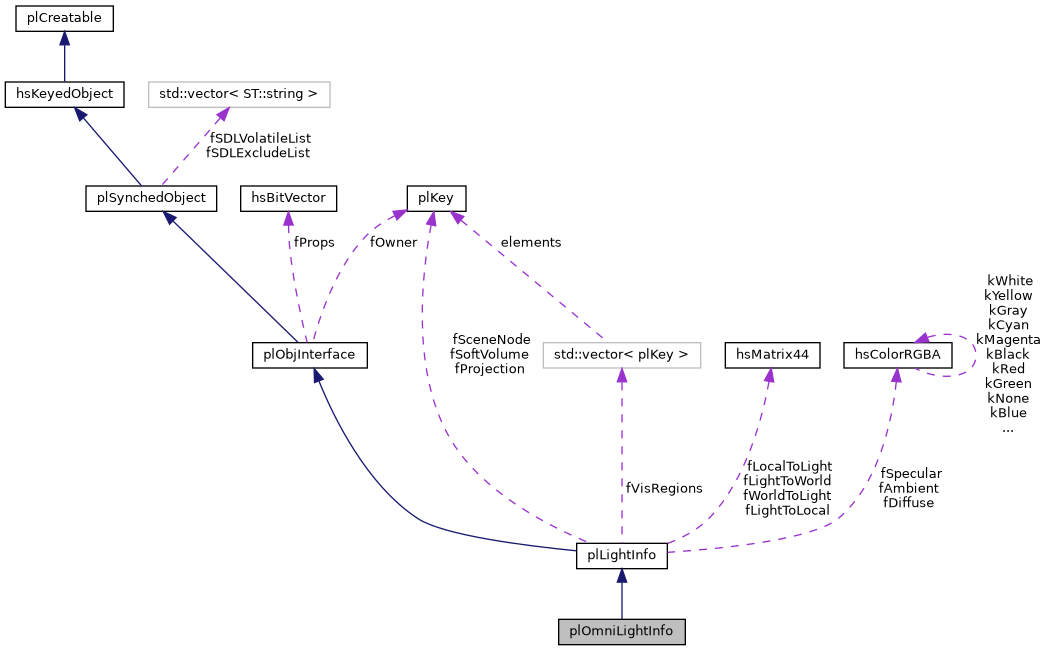 plCreatable
hsKeyedObject
std::vector< ST::string >
fSDLVolatileList
fSDLExcludeList
plSynchedObject
hsBitVector
plKey
fProps
fOwner
elements
kWhite
kYellow
kGray
kCyan
kMagenta
kBlack
kRed
kGreen
kNone
kBlue
...
fSceneNode
fSoftVolume
fProjection
plObjInterface
std::vector< plKey >
hsMatrix44
hsColorRGBA
fVisRegions
fLocalToLight
fLightToWorld
fWorldToLight
fLightToLocal
fSpecular
fAmbient
fDiffuse
plLightInfo
plOmniLightInfo